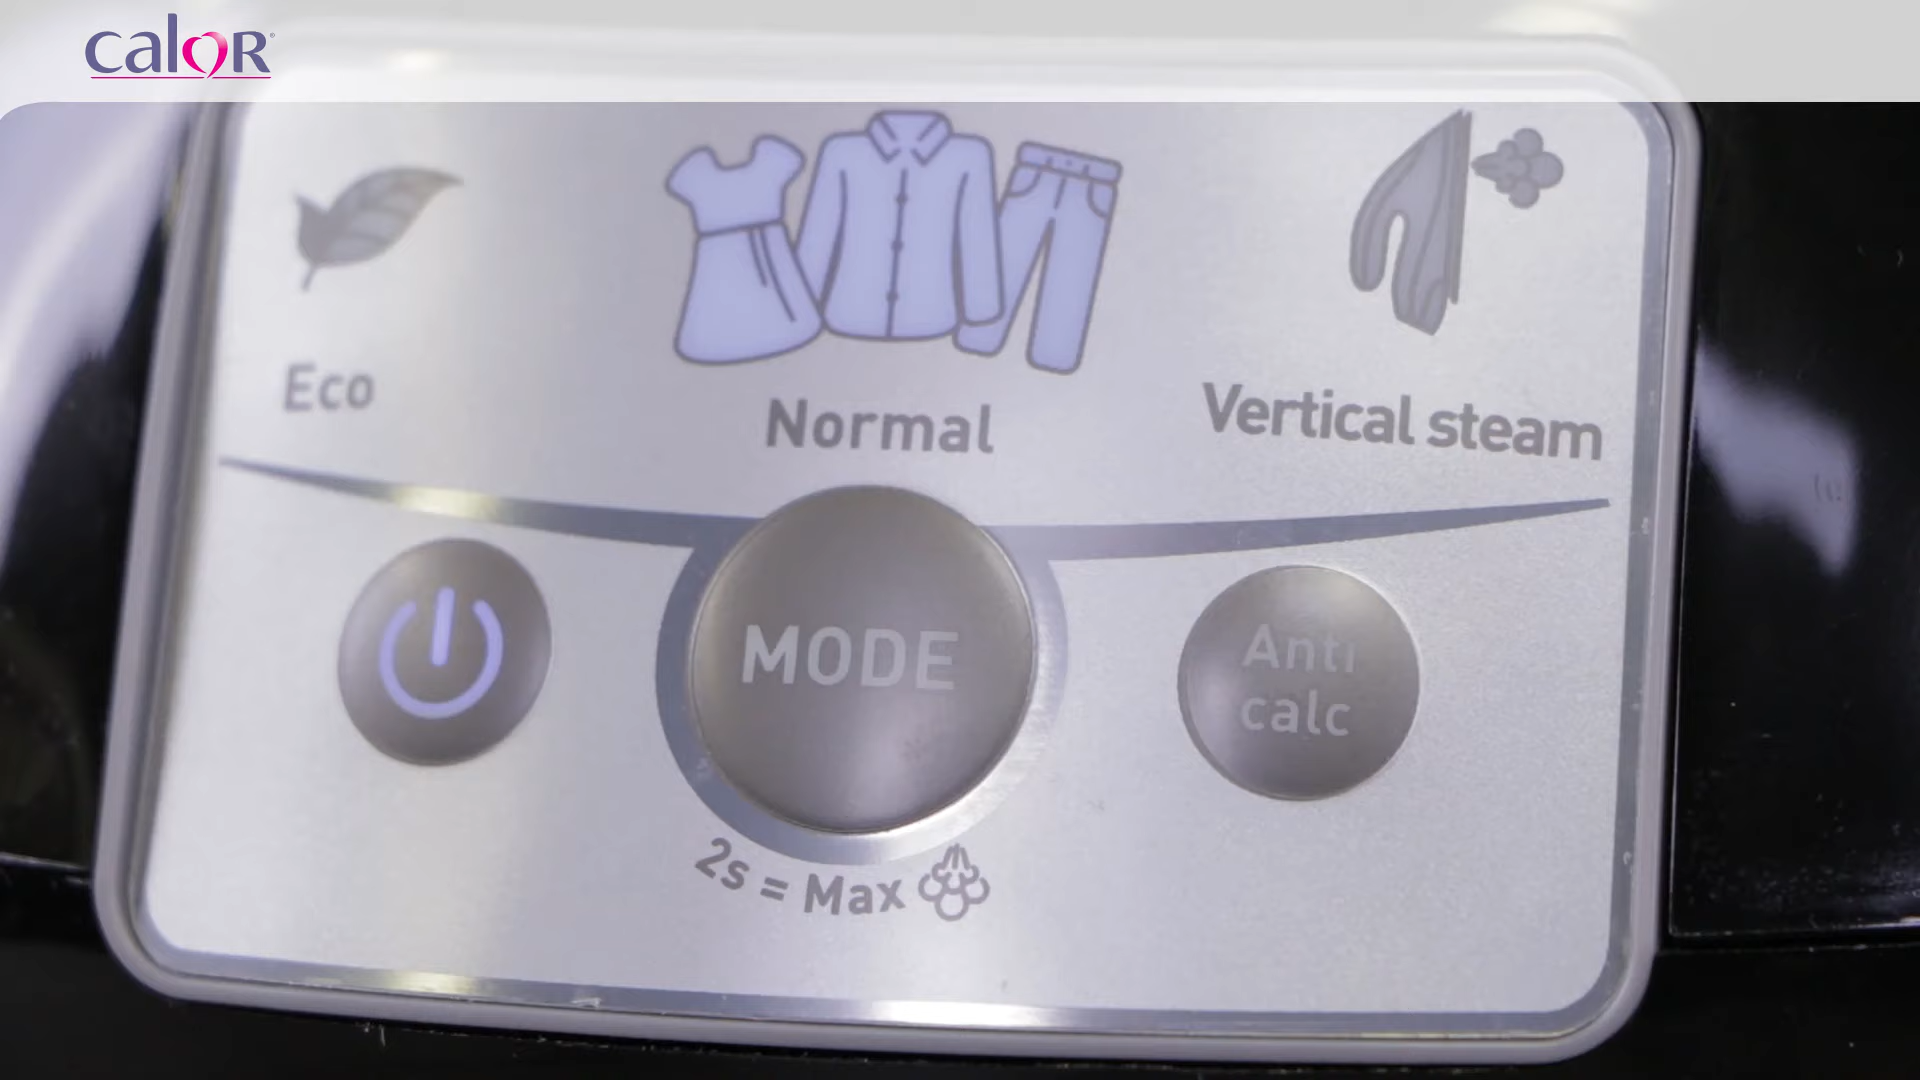 calor
Eco
Normal
Vertical steam
MODE
Anti
calc
2s = Max